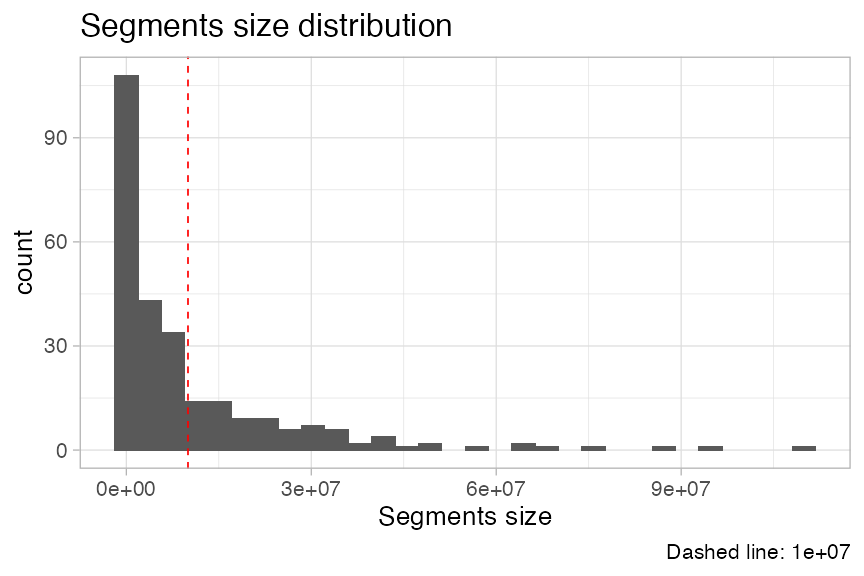 Segments size distribution
90
60
30
0
count
0e+00 3e+07 6e+07 9e+07
Segments size
Dashed line: 1e+07